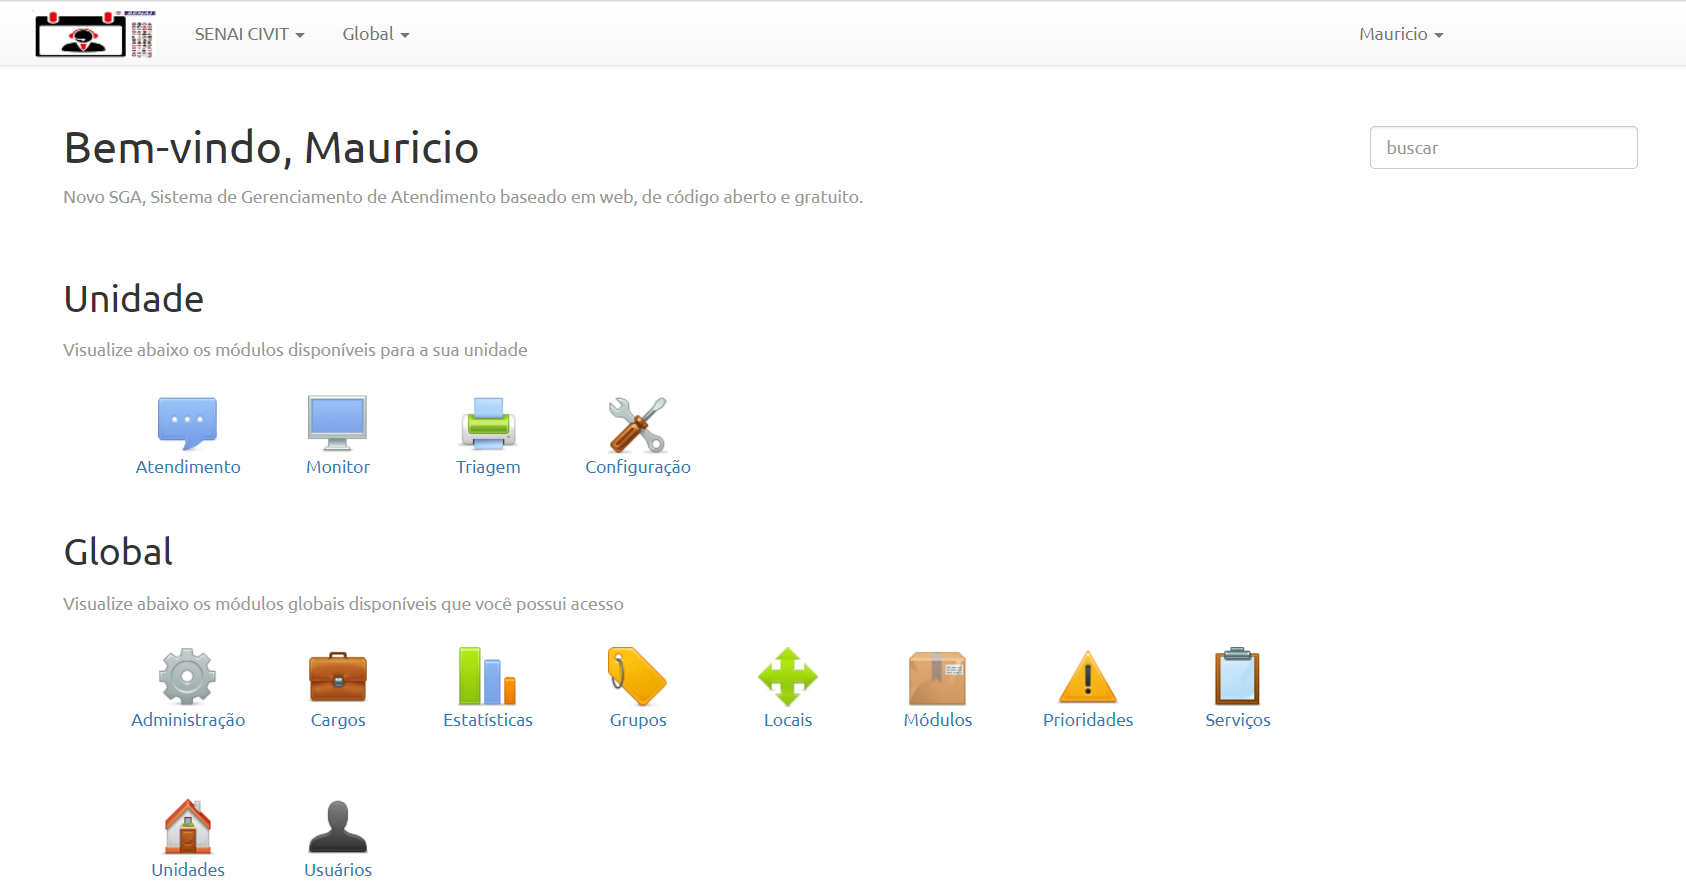 SENAI CIVIT Global Mauricio
Bem-vindo, Mauricio
buscar
Novo SGA, Sistema de Gerenciamento de Atendimento baseado em web, de código aberto e gratuito.
Unidade
Visualize abaixo os módulos disponíveis para a sua unidade
Atendimento Monitor Triagem Configuração
Global
Visualize abaixo os módulos globais disponíveis que você possui acesso
Administração Cargos Estatísticas Grupos Locais Módulos Prioridades Serviços
Unidades Usuários